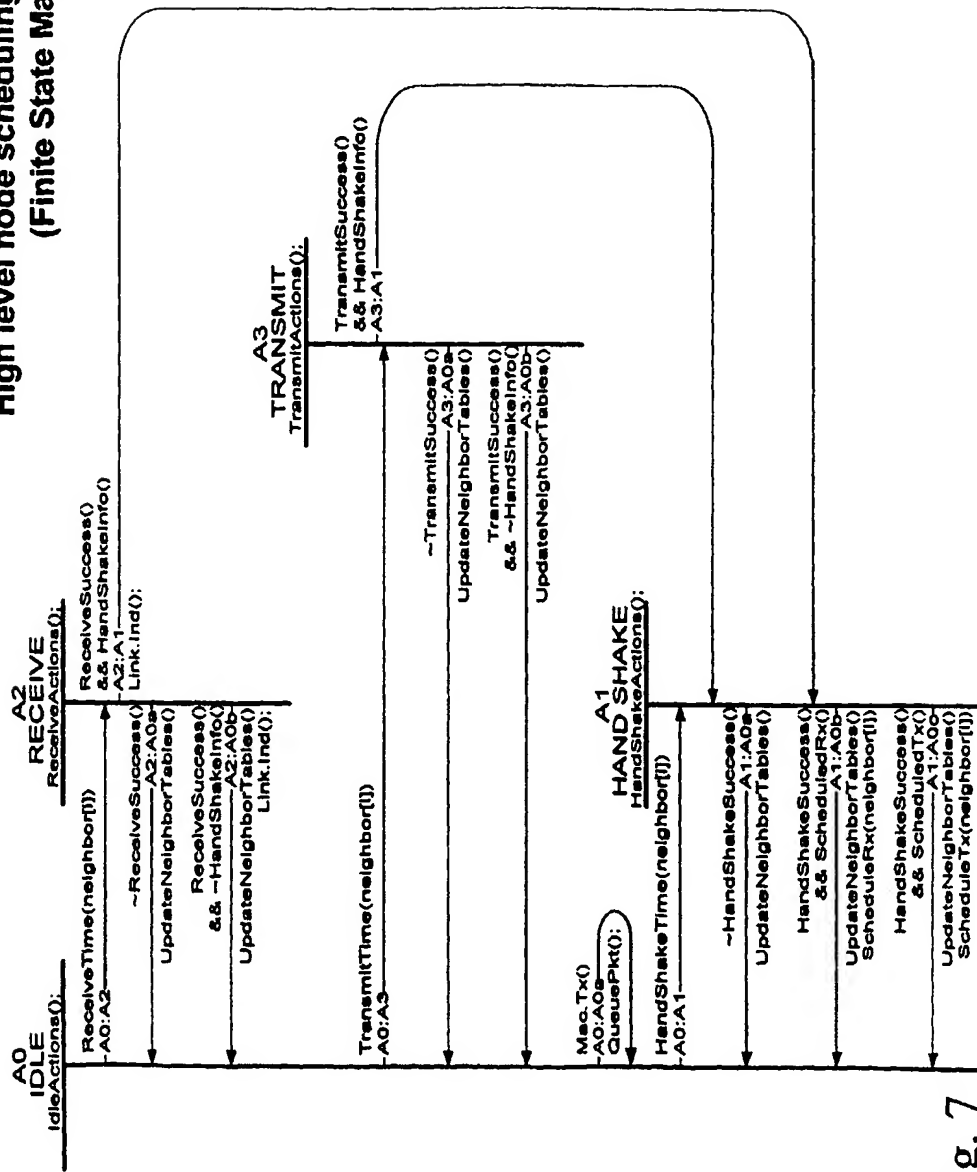 High level node scheduling
(Finite State Ma
A0
IDLE
IdleActions();
A2
RECEIVE
ReceiveActions();
ReceiveTime(neighbor[i])
A0:A2
~ReceiveSuccess()
A2:A0a
UpdateNeighborTables()
ReceiveSuccess()
&& ~HandShakeInfo()
A2:A0b
UpdateNeighborTables()
Link.Ind();
ReceiveSuccess()
&& HandShakeInfo()
A2:A1
Link.Ind();
A3
TRANSMIT
TransmitActions();
TransmitTime(neighbor[i])
A0:A3
~TransmitSuccess()
A3:A0a
UpdateNeighborTables()
TransmitSuccess()
&& ~HandShakeInfo()
A3:A0b
UpdateNeighborTables()
TransmitSuccess()
&& HandShakeInfo()
A3:A1
Mac.Tx()
A0:A0a
QueuePkt();
A1
HAND SHAKE
HandShakeActions();
HandShakeTime(neighbor[i])
A0:A1
~HandShakeSuccess()
A1:A0a
UpdateNeighborTables()
HandShakeSuccess()
&& ScheduledRx()
A1:A0b
UpdateNeighborTables()
ScheduleRx(neighbor[i])
HandShakeSuccess()
&& ScheduledTx()
A1:A0c
UpdateNeighborTables()
ScheduleTx(neighbor[i])
g. 7